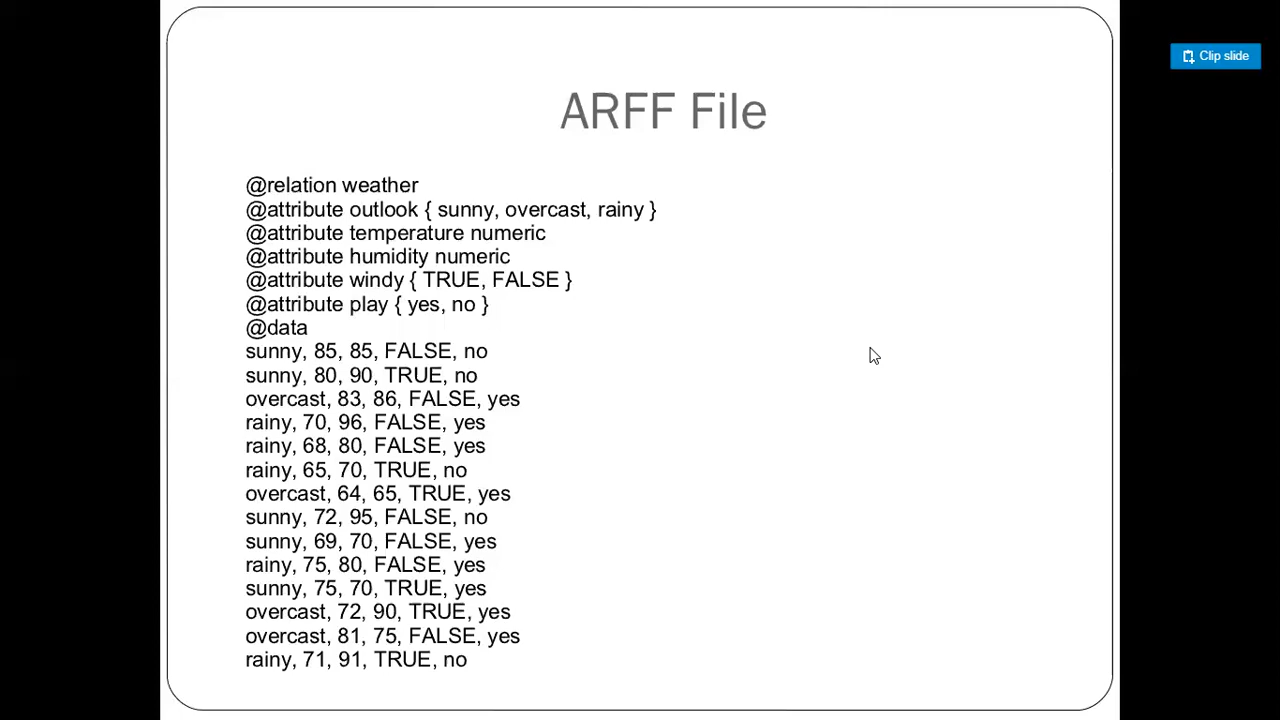 Clip slide
ARFF File
@relation weather
@attribute outlook { sunny, overcast, rainy }
@attribute temperature numeric
@attribute humidity numeric
@attribute windy { TRUE, FALSE }
@attribute play { yes, no }
@data
sunny, 85, 85, FALSE, no
sunny, 80, 90, TRUE, no
overcast, 83, 86, FALSE, yes
rainy, 70, 96, FALSE, yes
rainy, 68, 80, FALSE, yes
rainy, 65, 70, TRUE, no
overcast, 64, 65, TRUE, yes
sunny, 72, 95, FALSE, no
sunny, 69, 70, FALSE, yes
rainy, 75, 80, FALSE, yes
sunny, 75, 70, TRUE, yes
overcast, 72, 90, TRUE, yes
overcast, 81, 75, FALSE, yes
rainy, 71, 91, TRUE, no